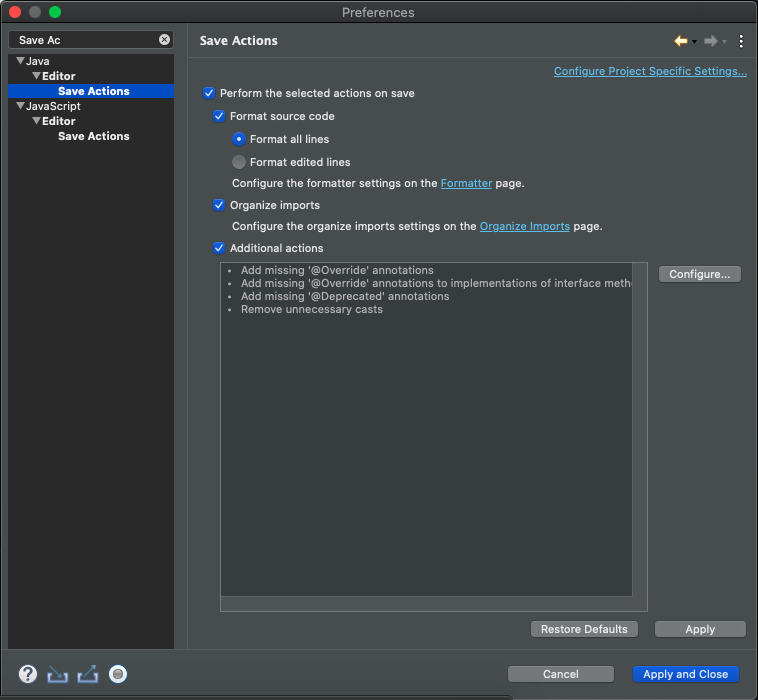 Preferences
Save Ac
Save Actions
Configure Project Specific Settings...
Java
Editor
Save Actions
JavaScript
Editor
Save Actions
Perform the selected actions on save
Format source code
Format all lines
Format edited lines
Configure the formatter settings on the Formatter page.
Organize imports
Configure the organize imports settings on the Organize Imports page.
Additional actions
• Add missing '@Override' annotations
• Add missing '@Override' annotations to implementations of interface meth
• Add missing '@Deprecated' annotations
• Remove unnecessary casts
Configure...
Restore Defaults
Apply
?
Cancel
Apply and Close